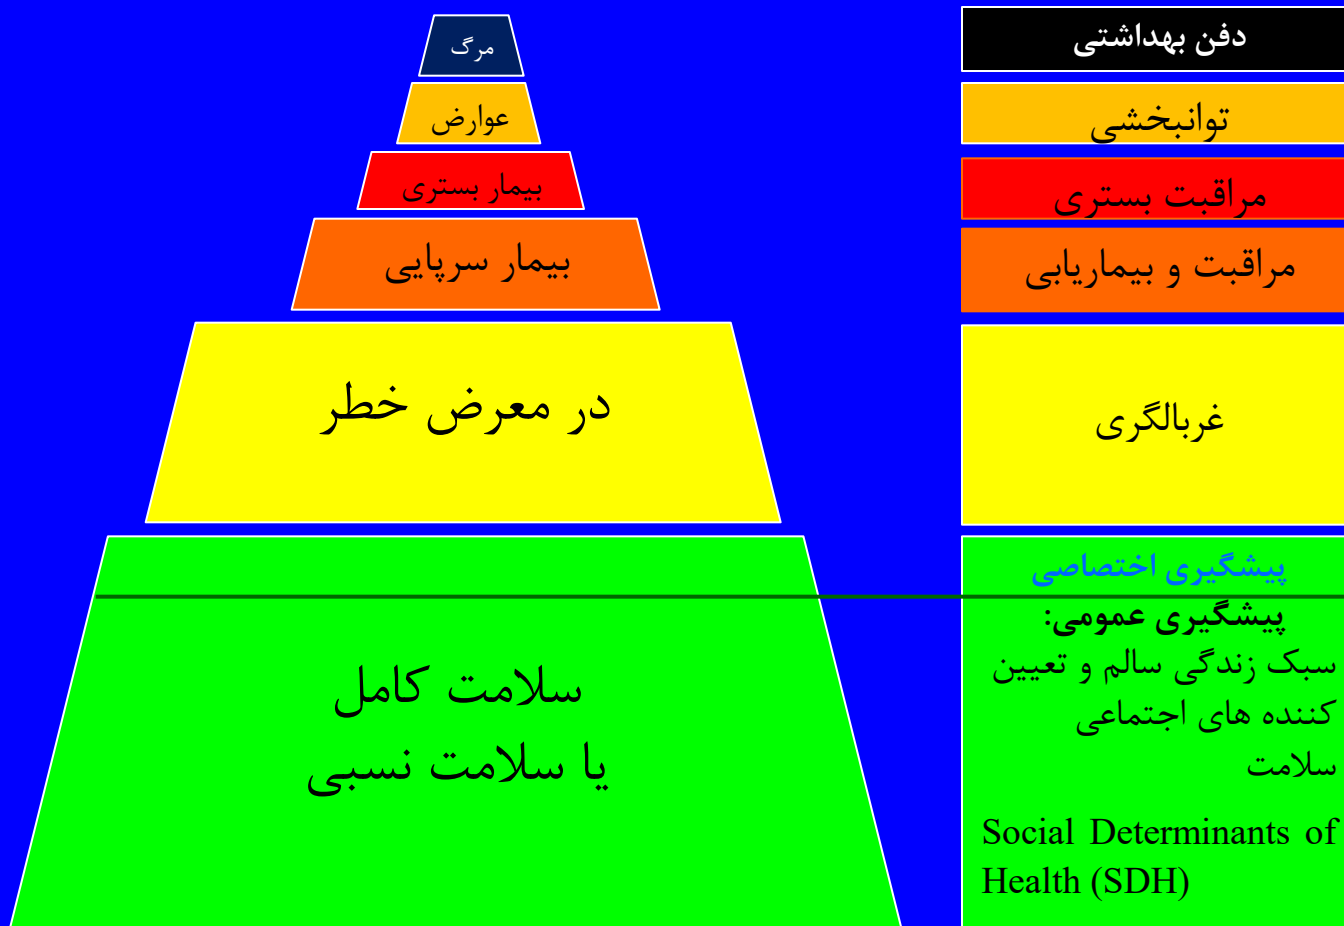 مرگ
عوارض
بیمار بستری
بیمار سرپایی
در معرض خطر
سلامت کامل
یا سلامت نسبی
دفن بهداشتی
توانبخشی
مراقبت بستری
مراقبت و بیماریابی
غربالگری
پیشگیری اختصاصی
پیشگیری عمومی:
سبک زندگی سالم و تعیین
کننده های اجتماعی
سلامت
Social Determinants of
Health (SDH)